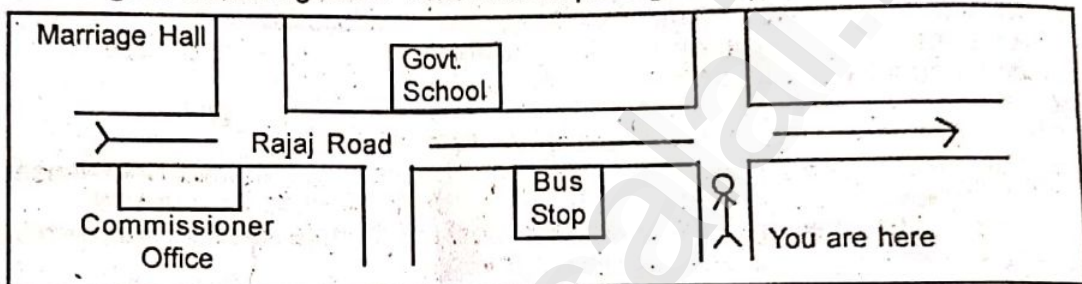 Marriage Hall
Govt.
School
Rajaj Road
Bus
Stop
Commissioner
Office
You are here